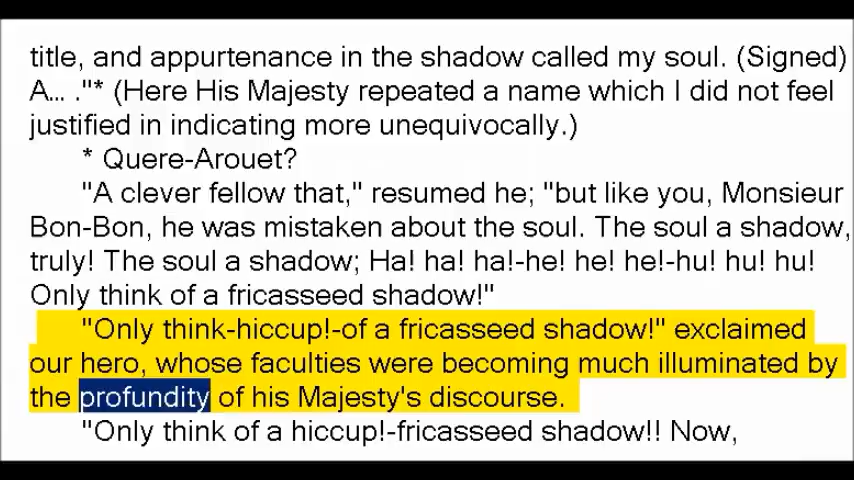 title, and appurtenance in the shadow called my soul. (Signed)
A... ."* (Here His Majesty repeated a name which I did not feel
justified in indicating more unequivocally.)
* Quere-Arouet?
"A clever fellow that," resumed he; "but like you, Monsieur
Bon-Bon, he was mistaken about the soul. The soul a shadow,
truly! The soul a shadow; Ha! ha! ha!-he! he! he!-hu! hu! hu!
Only think of a fricasseed shadow!"
"Only think-hiccup!-of a fricasseed shadow!" exclaimed
our hero, whose faculties were becoming much illuminated by
the profundity of his Majesty's discourse.
"Only think of a hiccup!-fricasseed shadow!! Now,